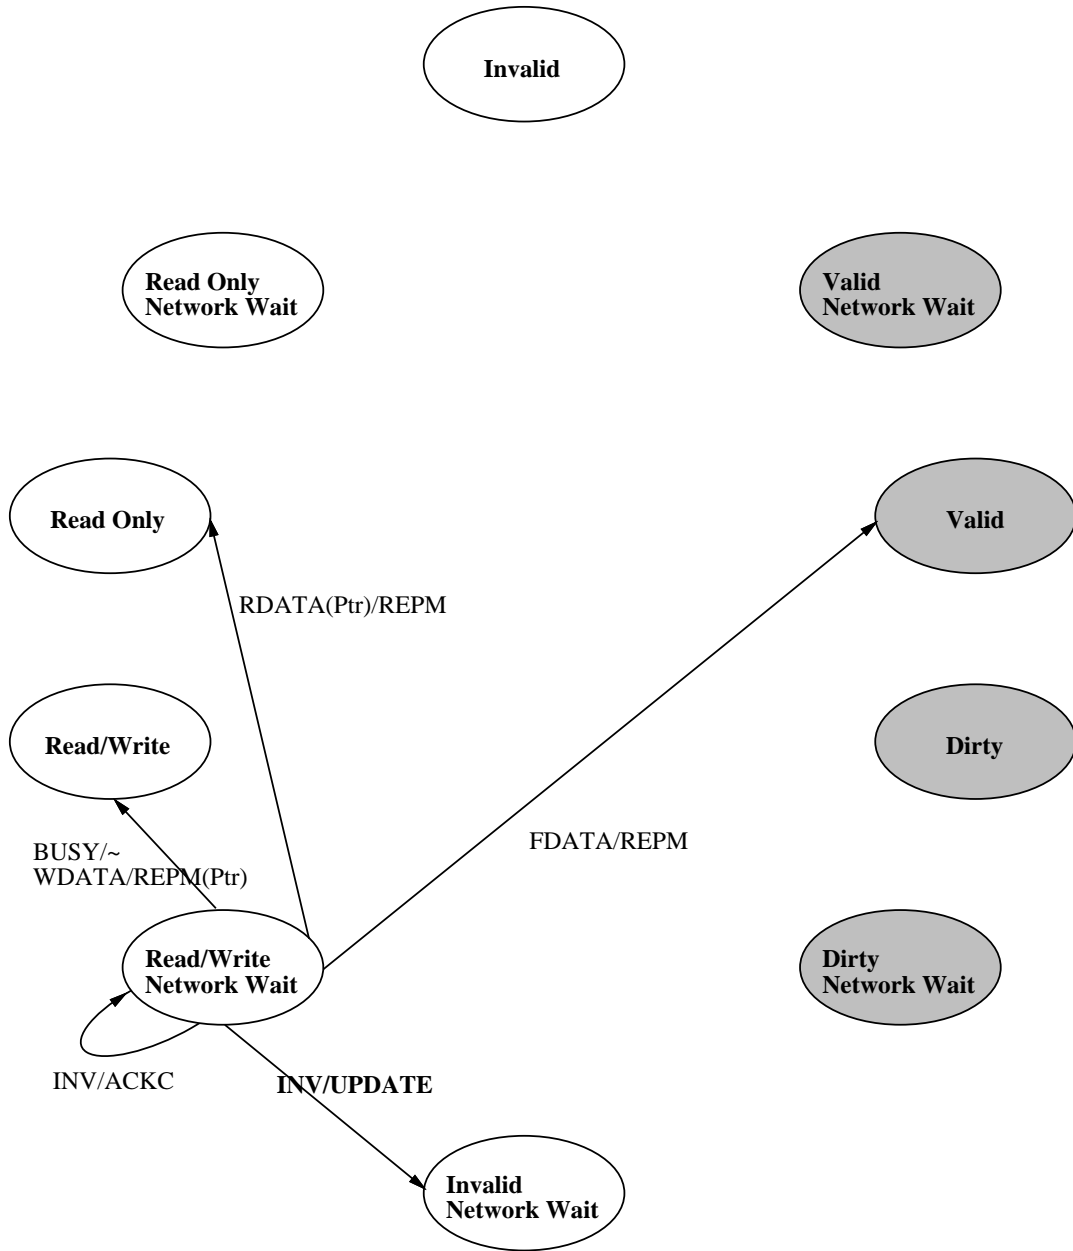 Invalid
Read Only
Network Wait
Valid
Network Wait
Read Only
Valid
RDATA(Ptr)/REPM
Read/Write
Dirty
FDATA/REPM
BUSY/~
WDATA/REPM(Ptr)
Read/Write
Network Wait
Dirty
Network Wait
INV/ACKC
INV/UPDATE
Invalid
Network Wait